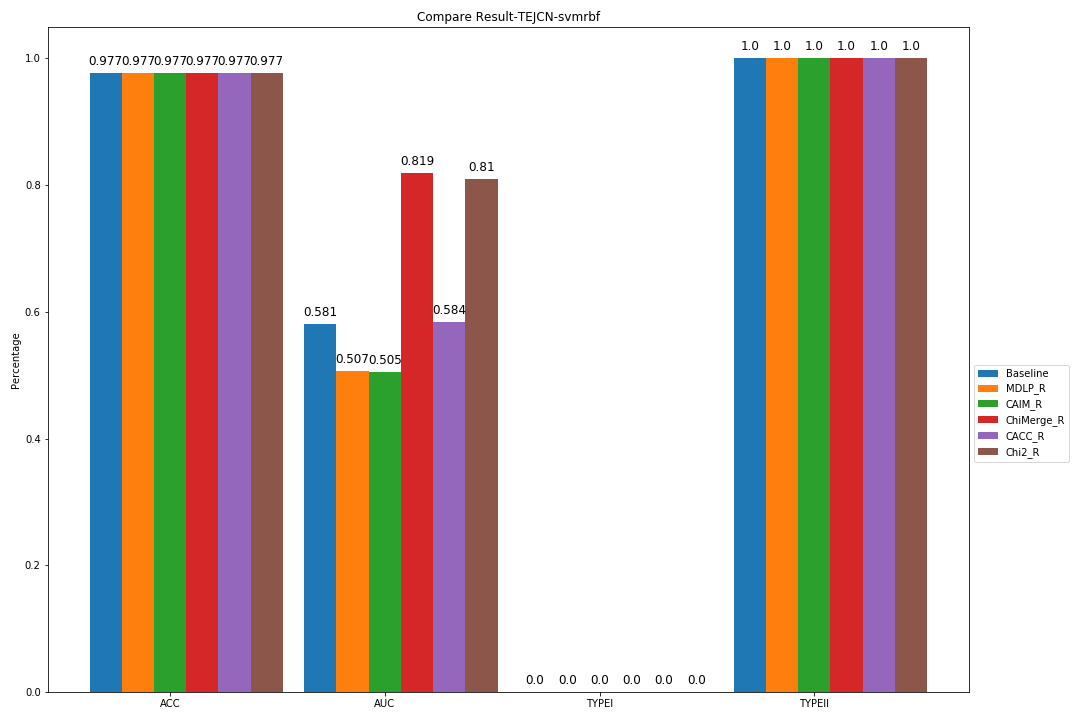 Compare Result-TEJCN-svmrbf
1.0
0.8
0.6
0.4
0.2
0.0
Percentage
0.977 0.977 0.977 0.977 0.977 0.977
0.581 0.507 0.505 0.819 0.584 0.81
0.0 0.0 0.0 0.0 0.0 0.0
1.0 1.0 1.0 1.0 1.0 1.0
ACC AUC TYPEI TYPEII
Baseline
MDLP_R
CAIM_R
ChiMerge_R
CACC_R
Chi2_R